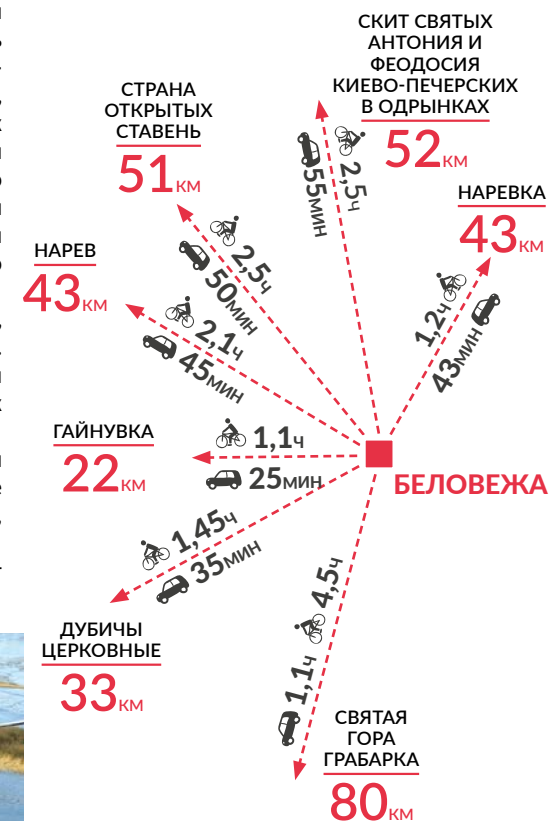 СКИТ СВЯТЫХ
АНТОНИЯ И
ФЕОДОСИЯ
КИЕВО-ПЕЧЕРСКИХ
В ОДРЫНКАХ
52км
55мин
2,5ч
СТРАНА
ОТКРЫТЫХ
СТАВЕНЬ
51км
2,5ч
50мин
НАРЕВКА
43км
1,2ч
43мин
НАРЕВ
43км
2,1ч
45мин
ГАЙНУВКА
22км
1,1ч
25мин
БЕЛОВЕЖА
1,45ч
35мин
ДУБИЧЫ
ЦЕРКОВНЫЕ
33км
4,5ч
1,1ч
СВЯТАЯ
ГОРА
ГРАБАРКА
80км